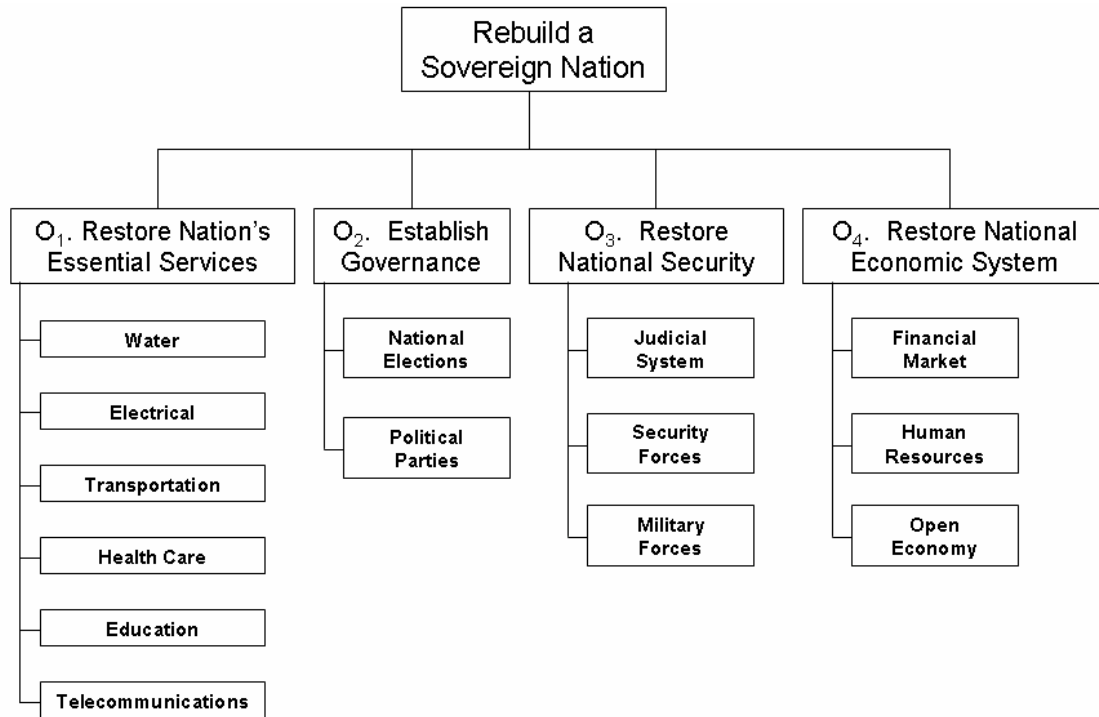 Rebuild a
Sovereign Nation
O₁. Restore Nation's
Essential Services
Water
Electrical
Transportation
Health Care
Education
Telecommunications
O₂. Establish
Governance
National
Elections
Political
Parties
O₃. Restore
National Security
Judicial
System
Security
Forces
Military
Forces
O₄. Restore National
Economic System
Financial
Market
Human
Resources
Open
Economy